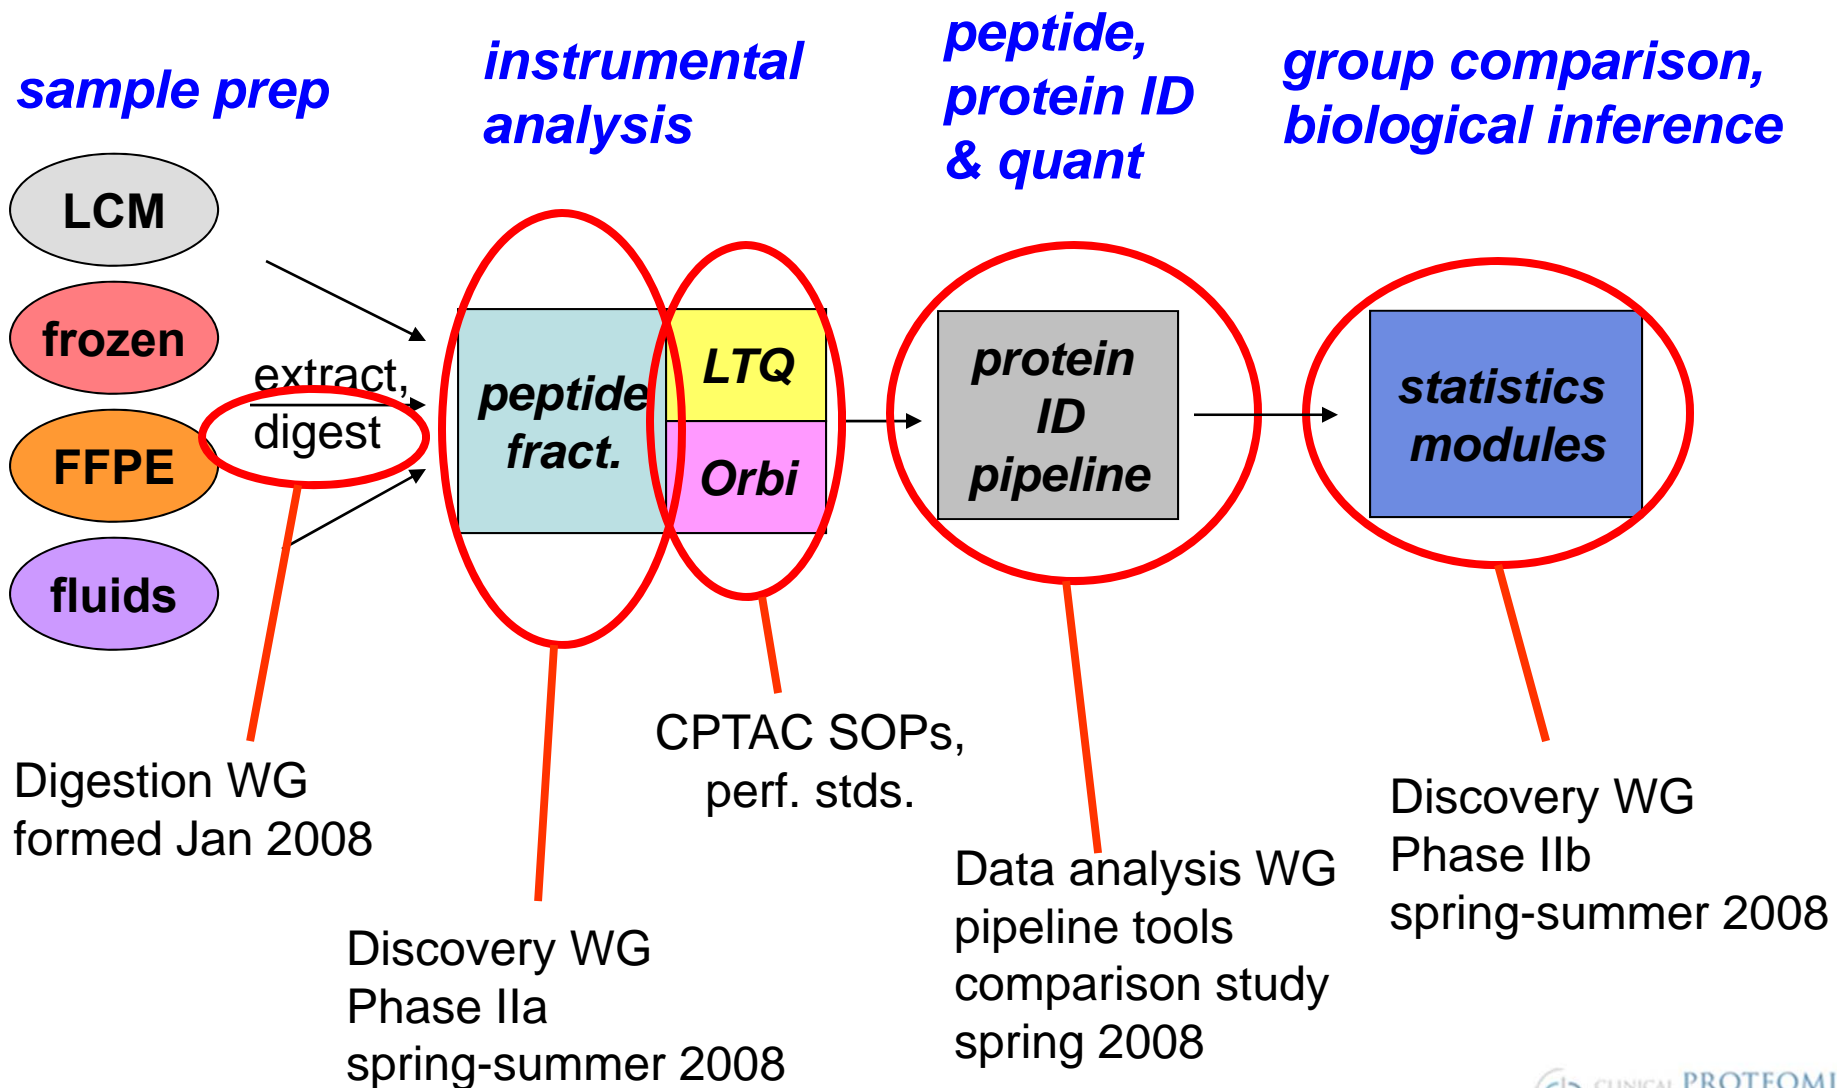 sample prep
instrumental
analysis
peptide,
protein ID
& quant
group comparison,
biological inference
LCM
frozen
FFPE
fluids
extract,
digest
peptide
fract.
LTQ
Orbi
protein
ID
pipeline
statistics
modules
Digestion WG
formed Jan 2008
Discovery WG
Phase IIa
spring-summer 2008
CPTAC SOPs,
perf. stds.
Data analysis WG
pipeline tools
comparison study
spring 2008
Discovery WG
Phase IIb
spring-summer 2008
CLINICAL